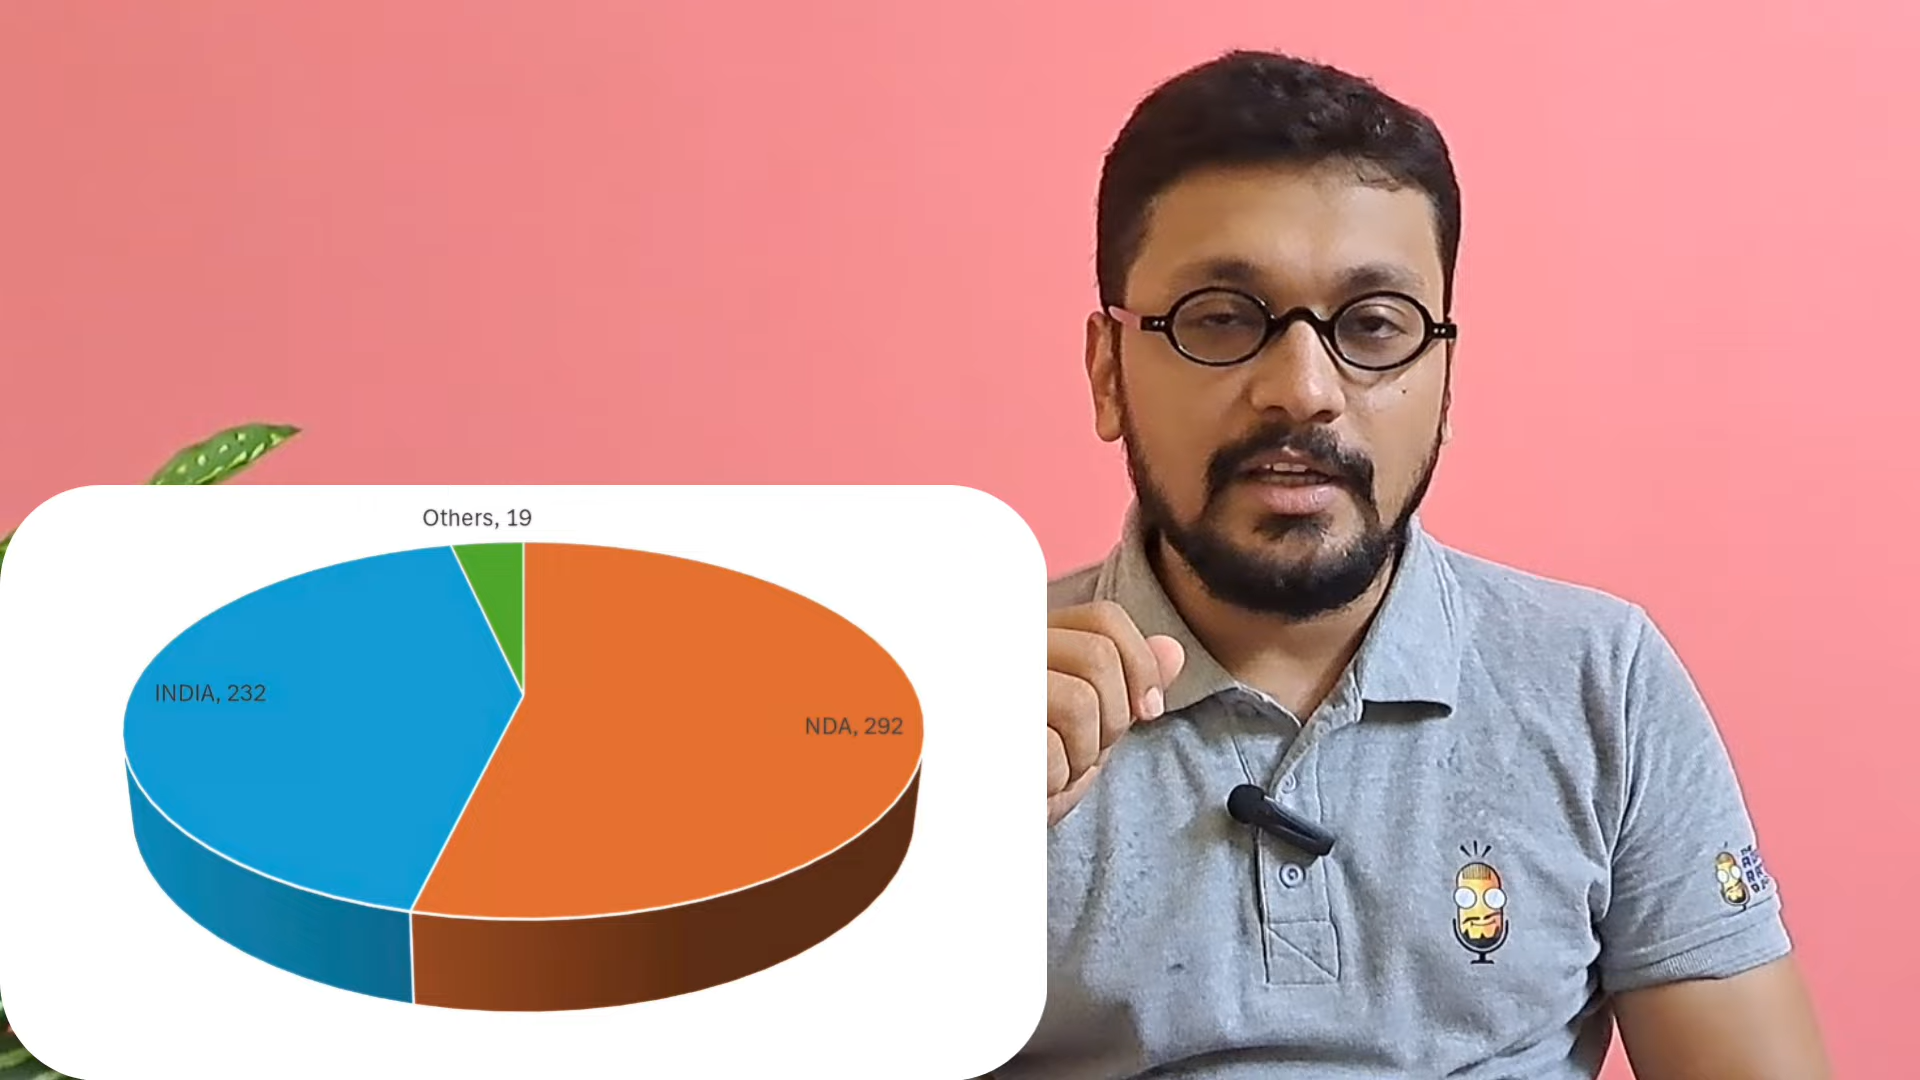 Others, 19
INDIA, 232
NDA, 292